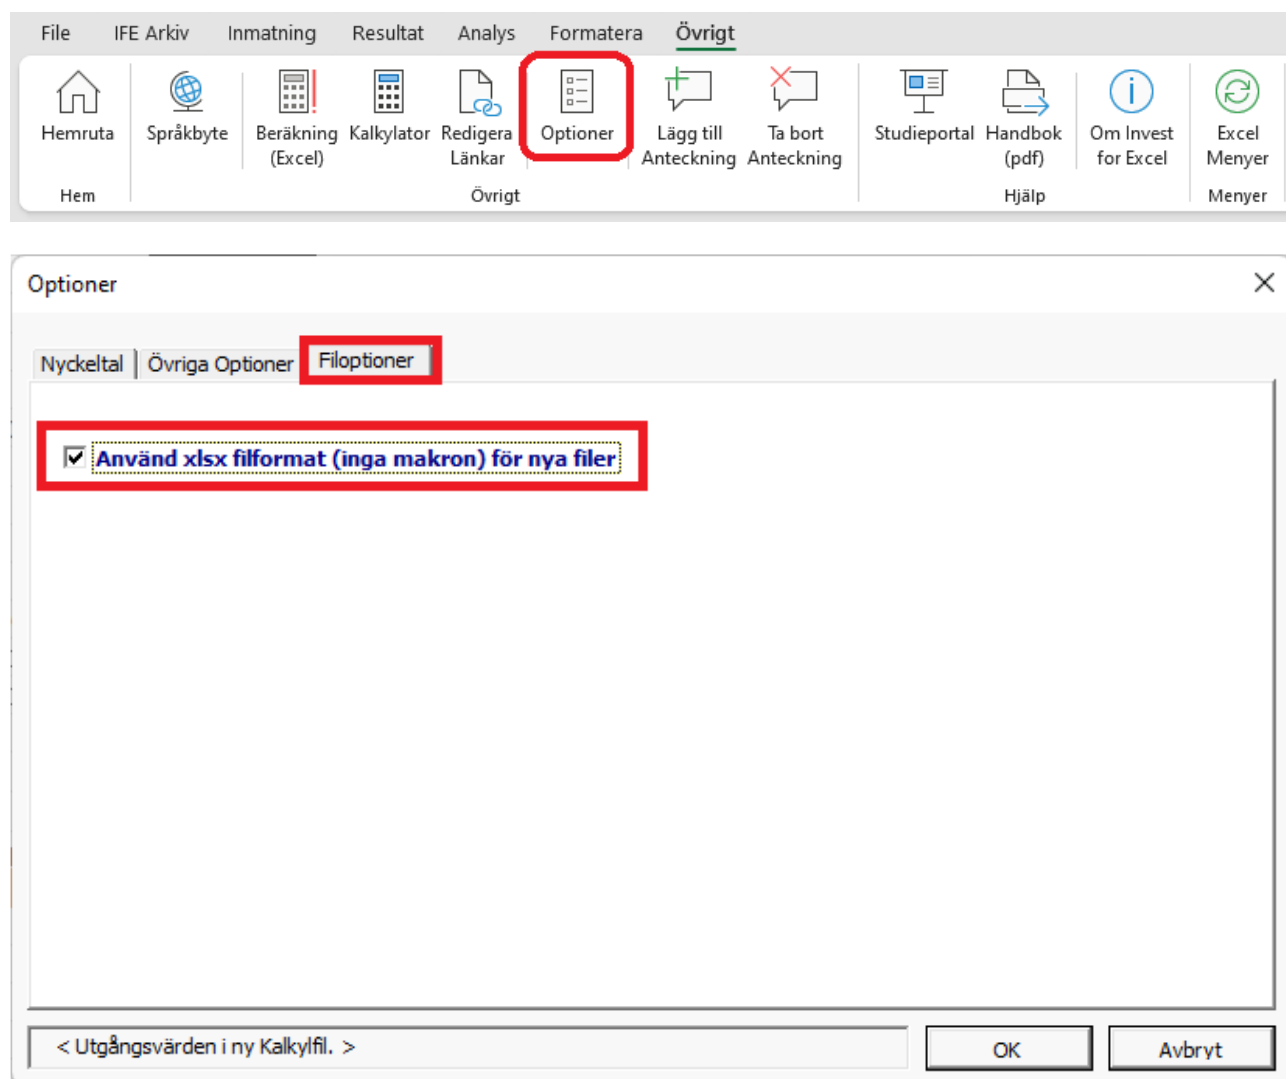 File IFE Arkiv Inmatning Resultat Analys Formatera Övrigt
Hemruta Språkbyte Beräkning Kalkylator Redigera Optioner Lägg till Ta bort Studieportal Handbok Om Invest Excel
(Excel) Länkar Anteckning Anteckning (pdf) for Excel Menyer
Hem Övrigt Hjälp Menyer
Optioner
Nyckeltal Övriga Optioner Filoptioner
Använd xlsx filformat (inga makron) för nya filer
< Utgångsvärden i ny Kalkylfil. > OK Avbryt